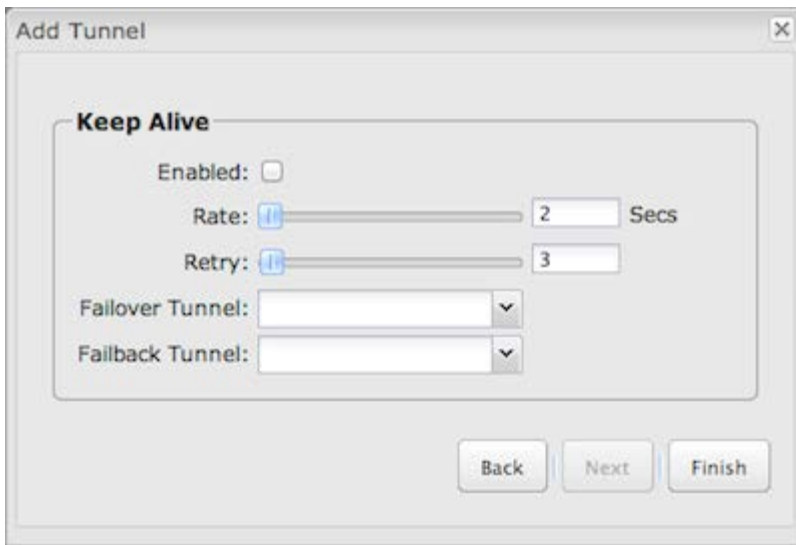 Add Tunnel
Keep Alive
Enabled:
Rate: 2 Secs
Retry: 3
Failover Tunnel:
Failback Tunnel:
Back Next Finish